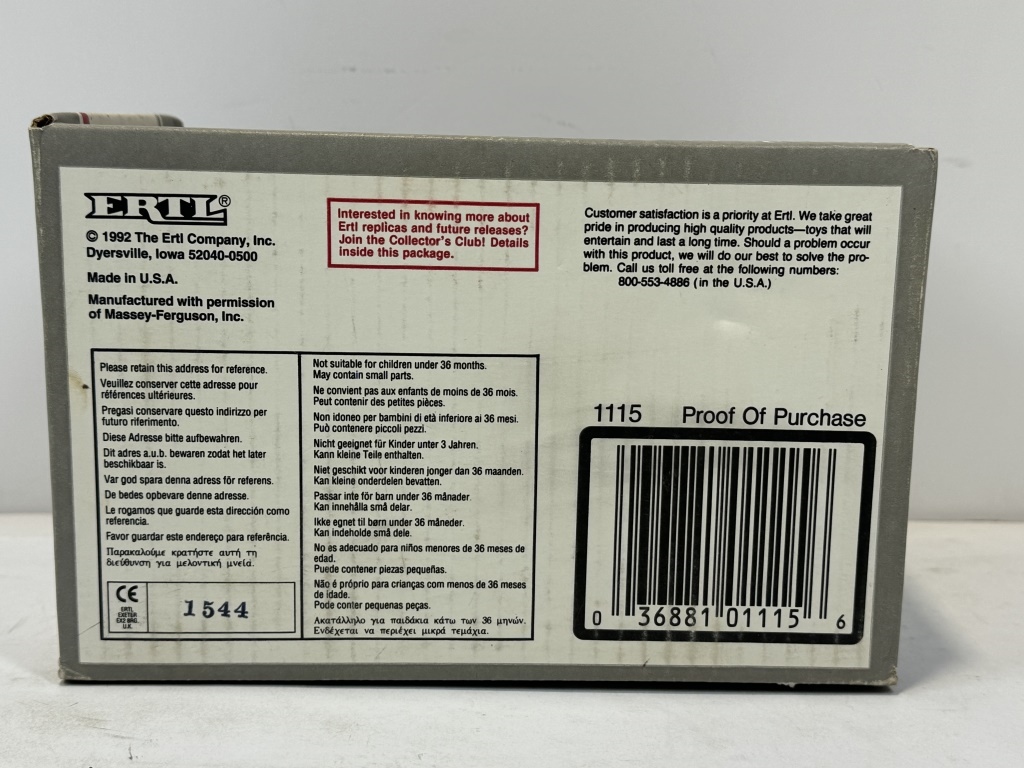 ERTL®
© 1992 The Ertl Company, Inc.
Dyersville, Iowa 52040-0500
Made in U.S.A.
Manufactured with permission
of Massey-Ferguson, Inc.
Interested in knowing more about
Ertl replicas and future releases?
Join the Collector's Club! Details
inside this package.
Customer satisfaction is a priority at Ertl. We take great
pride in producing high quality products—toys that will
entertain and last a long time. Should a problem occur
with this product, we will do our best to solve the pro-
blem. Call us toll free at the following numbers:
800-553-4886 (in the U.S.A.)
Please retain this address for reference.
Veuillez conserver cette adresse pour
références ultérieures.
Pregasi conservare questo indirizzo per
futuro riferimento.
Diese Adresse bitte aufbewahren.
Dit adres a.u.b. bewaren zodat het later
beschikbaar is.
Var god spara denna adress för referens.
De bedes opbevare denne adresse.
Le rogamos que guarde esta dirección como
referencia.
Favor guardar este endereço para referência.
Παρακαλούμε κρατήστε αυτή τη
διεύθυνση για μελοντική μνεία.
CE
ERTL
EXETER
EX2 8RG.
U.K.
1544
Not suitable for children under 36 months.
May contain small parts.
Ne convient pas aux enfants de moins de 36 mois.
Peut contenir des petites pièces.
Non idoneo per bambini di età inferiore ai 36 mesi.
Può contenere piccoli pezzi.
Nicht geeignet für Kinder unter 3 Jahren.
Kann kleine Teile enthalten.
Niet geschikt voor kinderen jonger dan 36 maanden.
Kan kleine onderdelen bevatten.
Passar inte för barn under 36 månader.
Kan innehålla små delar.
Ikke egnet til børn under 36 måneder.
Kan indeholde små dele.
No es adecuado para niños menores de 36 meses de
edad.
Puede contener piezas pequeñas.
Não é próprio para crianças com menos de 36 meses
de idade.
Pode conter pequenas peças.
Ακατάλληλο για παιδάκια κάτω των 36 μηνών.
Ενδέχεται να περιέχει μικρά τεμάχια.
1115 Proof Of Purchase
0 36881 01115 6